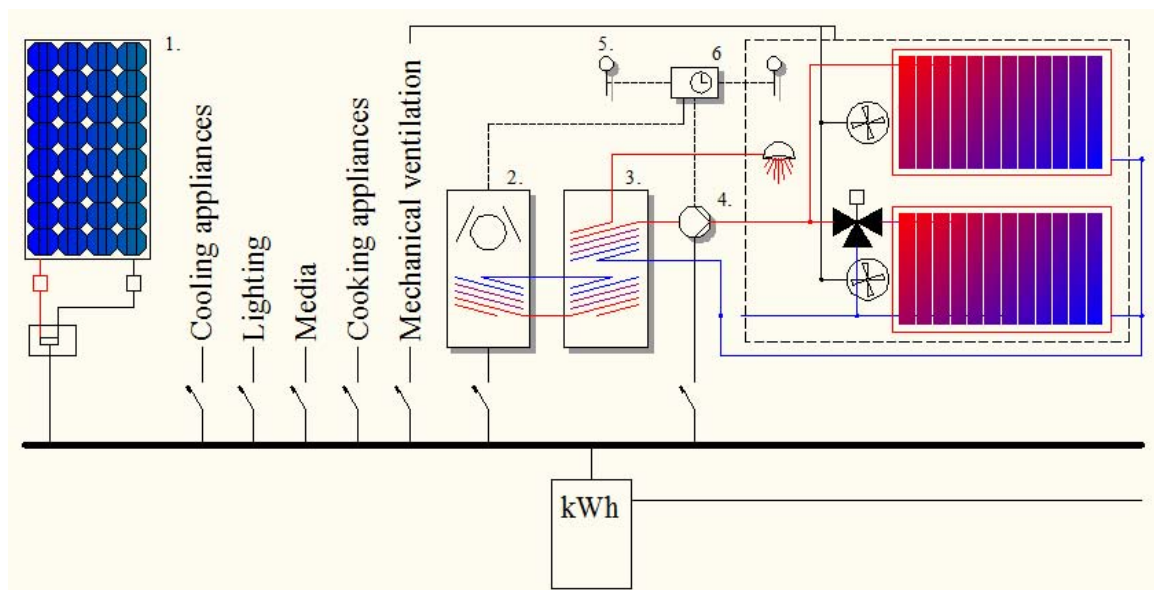 1.
5.
6
2.
3.
4.
Cooling appliances
Lighting
Media
Cooking appliances
Mechanical ventilation
kWh